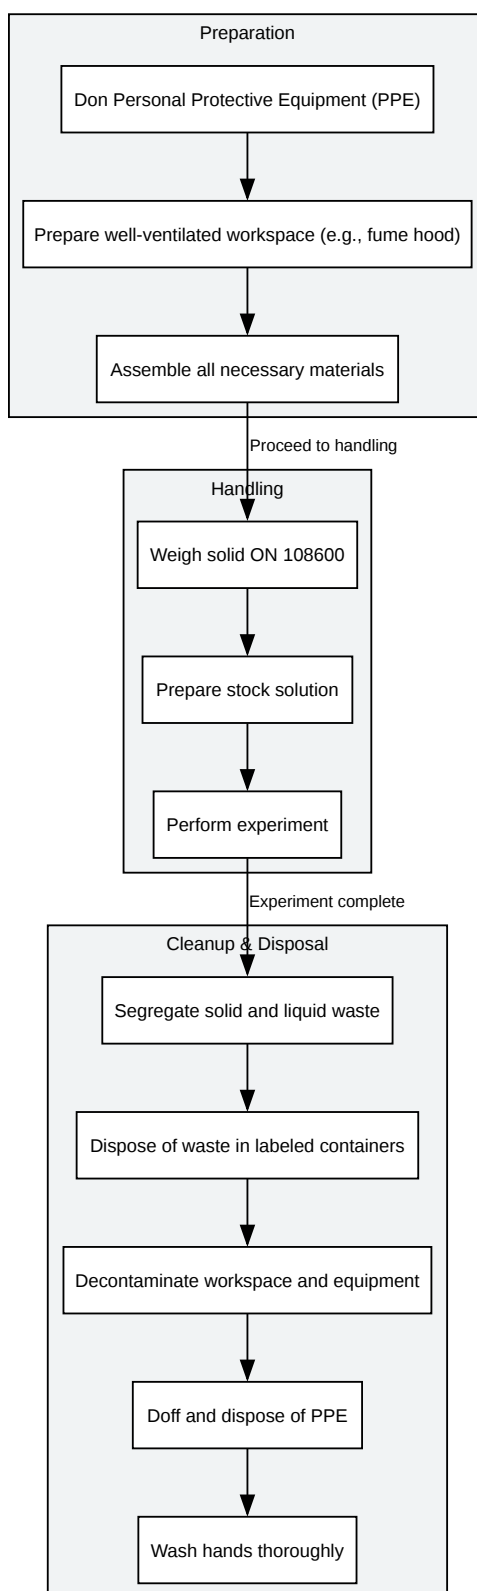 Preparation
Don Personal Protective Equipment (PPE)
Prepare well-ventilated workspace (e.g., fume hood)
Assemble all necessary materials
Proceed to handling
Handling
Weigh solid ON 108600
Prepare stock solution
Perform experiment
Experiment complete
Cleanup & Disposal
Segregate solid and liquid waste
Dispose of waste in labeled containers
Decontaminate workspace and equipment
Doff and dispose of PPE
Wash hands thoroughly